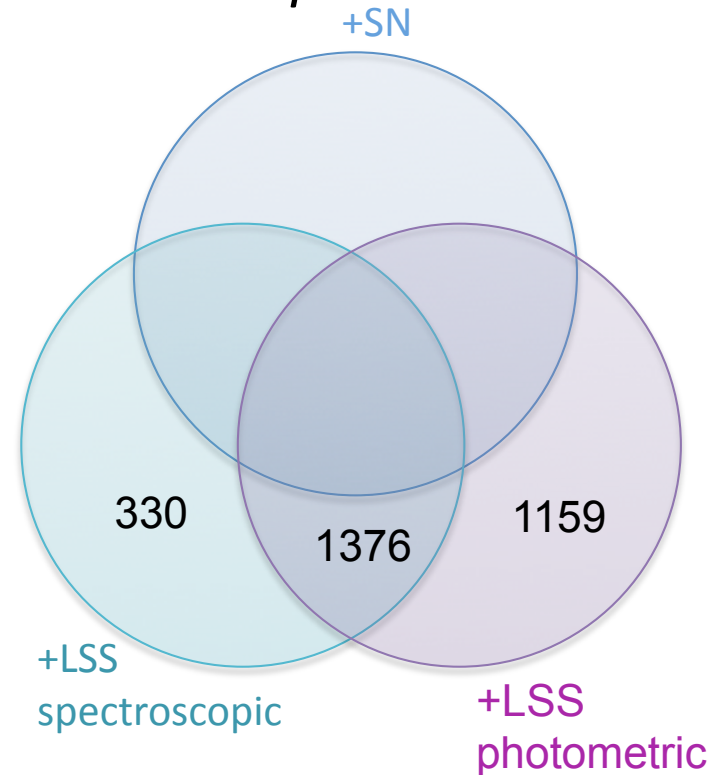 +SN
330
1376
1159
+LSS
spectroscopic
+LSS
photometric